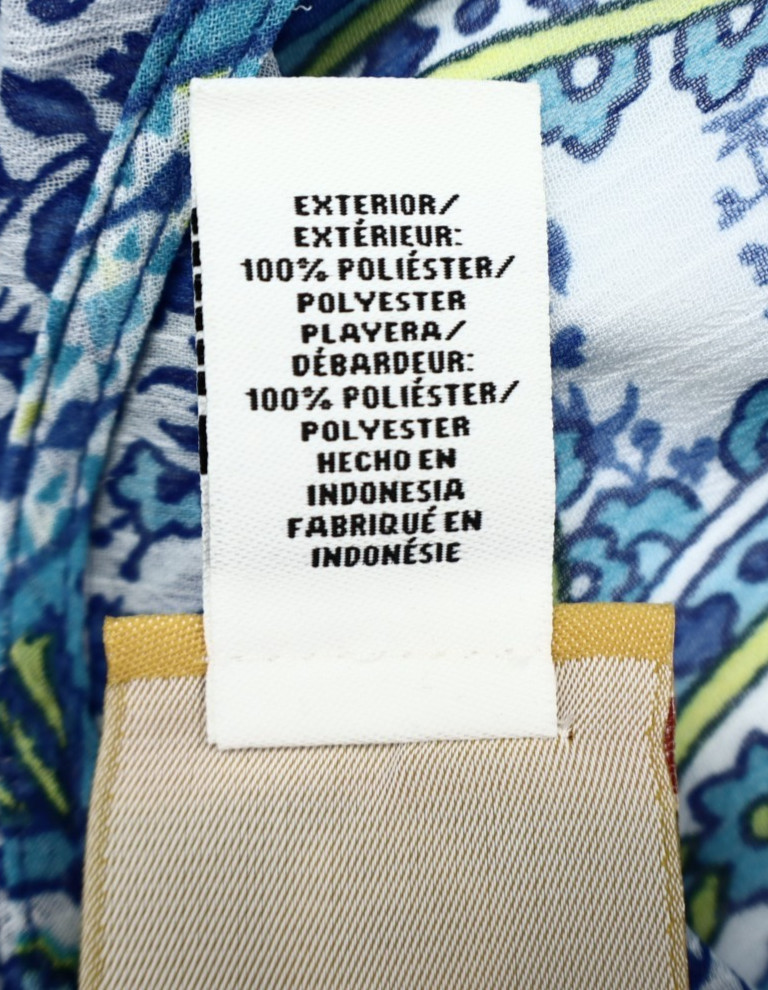 EXTERIOR/
EXTÉRIEUR:
100% POLIÉSTER/
POLYESTER
PLAYERA/
DÉBARDEUR:
100% POLIÉSTER/
POLYESTER
HECHO EN
INDONESIA
FABRIQUÉ EN
INDONÉSIE